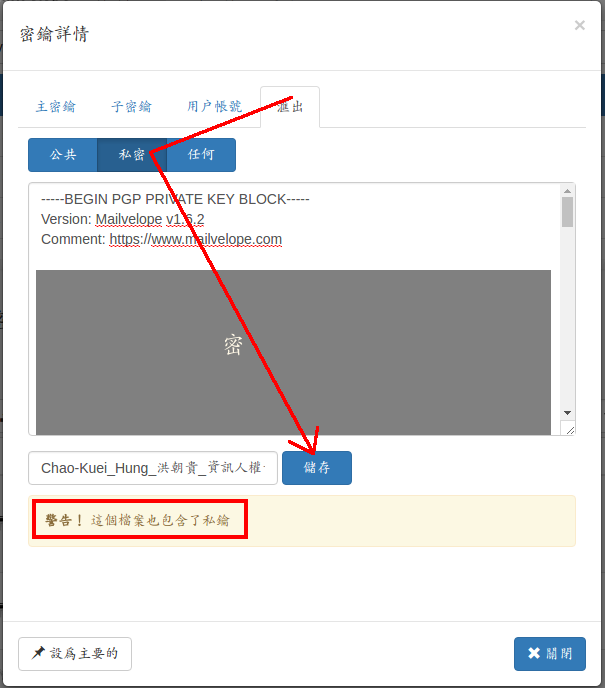 密鑰詳情
×
主密鑰 子密鑰 用戶帳號 匯出
公共 私密 任何
-----BEGIN PGP PRIVATE KEY BLOCK-----
Version: Mailvelope v1.6.2
Comment: https://www.mailvelope.com
密
Chao-Kuei_Hung_洪朝貴_資訊人權
儲存
警告！ 這個檔案也包含了私鑰
設為主要的
關閉